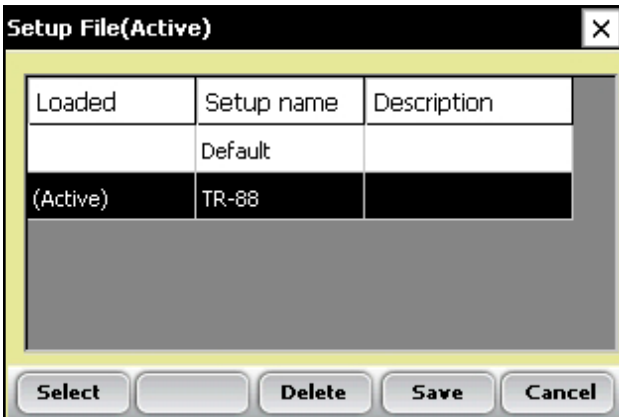 Setup File(Active)
Loaded Setup name Description
Default
(Active) TR-88
Select Delete Save Cancel